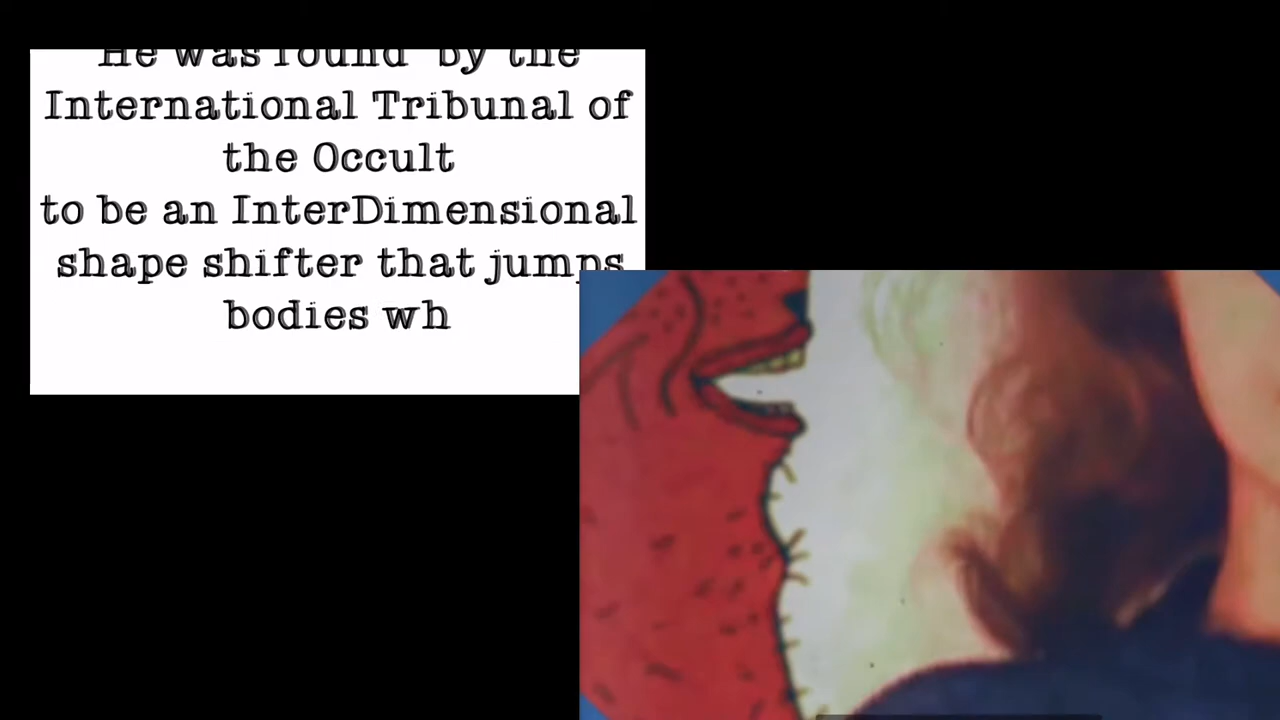 He was found by the
International Tribunal of
the Occult
to be an InterDimensional
shape shifter that jumps
bodies wh